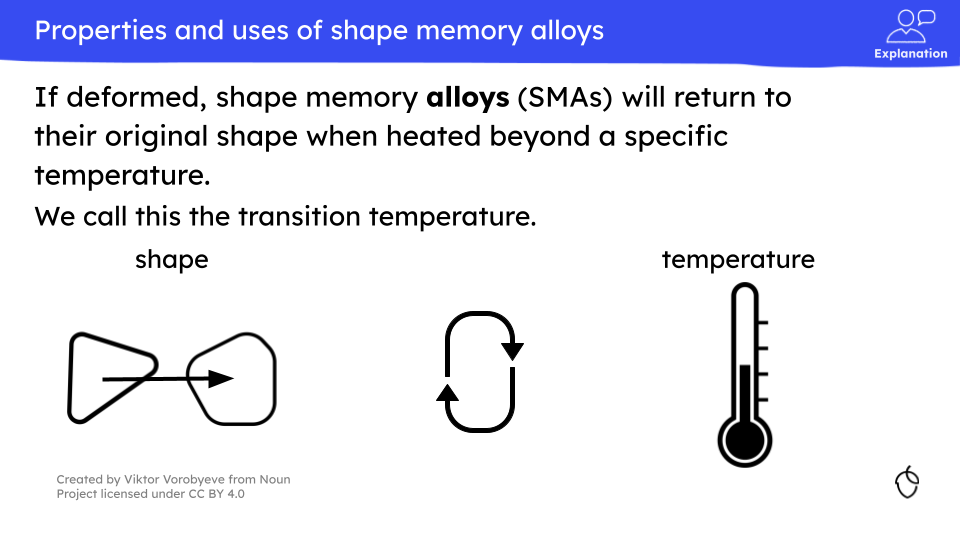 Properties and uses of shape memory alloys
Explanation
If deformed, shape memory alloys (SMAs) will return to
their original shape when heated beyond a specific
temperature.
We call this the transition temperature.
shape
temperature
Created by Viktor Vorobyeve from Noun
Project licensed under CC BY 4.0